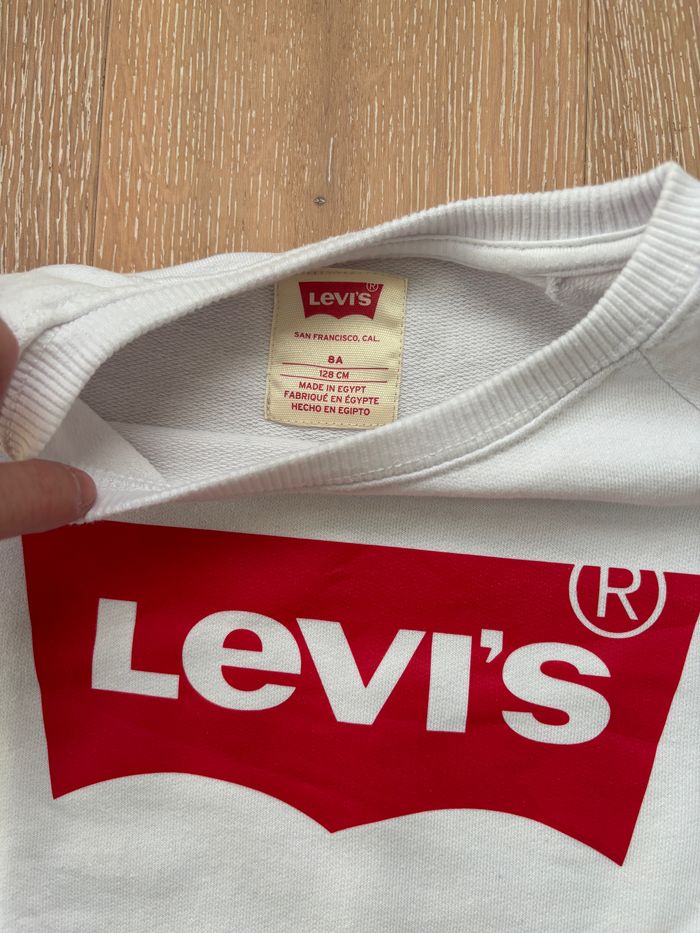 LEVI'S ®
SAN FRANCISCO, CAL.
8A
128 CM
MADE IN EGYPT
FABRIQUÉ EN ÉGYPTE
HECHO EN EGIPTO
LEVI'S ®